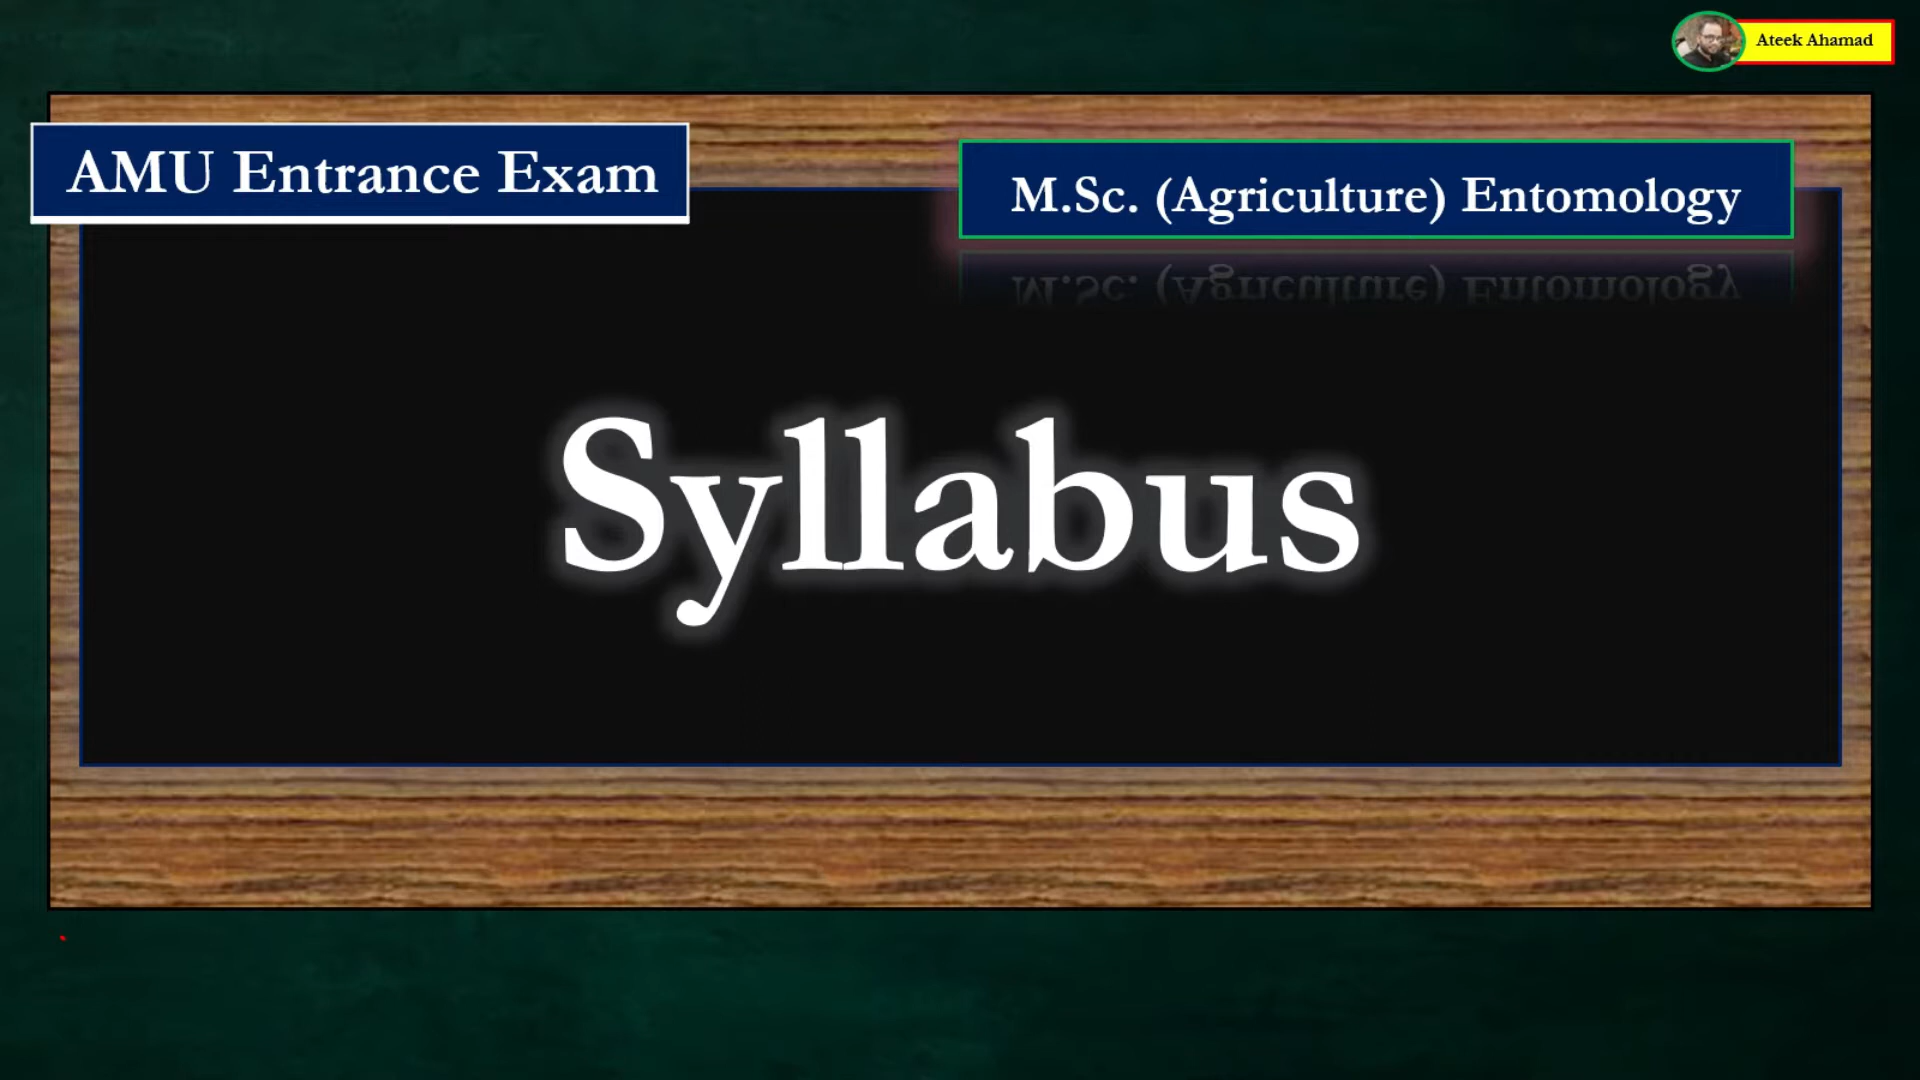 Ateek Ahamad
AMU Entrance Exam
M.Sc. (Agriculture) Entomology
Syllabus